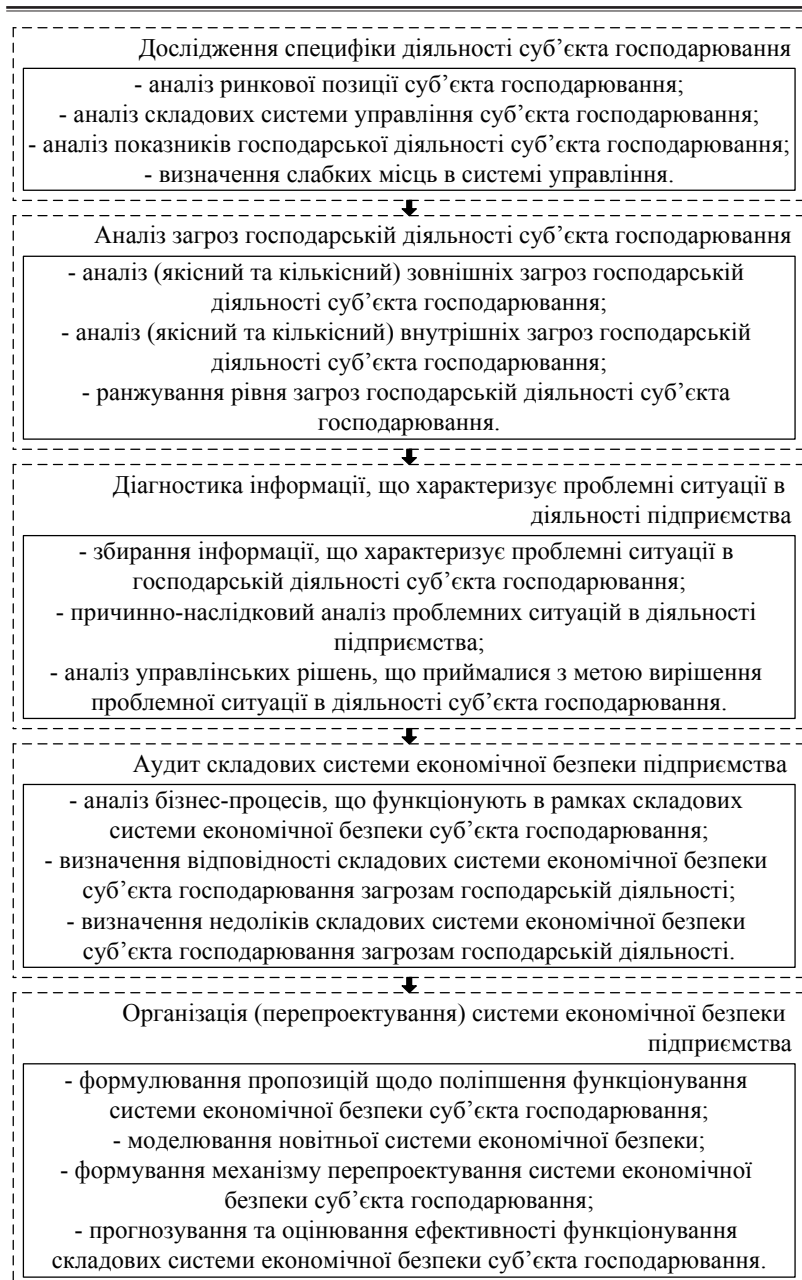 Дослідження специфіки діяльності суб’єкта господарювання
- аналіз ринкової позиції суб’єкта господарювання;
- аналіз складових системи управління суб’єкта господарювання;
- аналіз показників господарської діяльності суб’єкта господарювання;
- визначення слабких місць в системі управління.
Аналіз загроз господарській діяльності суб’єкта господарювання
- аналіз (якісний та кількісний) зовнішніх загроз господарській
діяльності суб’єкта господарювання;
- аналіз (якісний та кількісний) внутрішніх загроз господарській
діяльності суб’єкта господарювання;
- ранжування рівня загроз господарській діяльності суб’єкта
господарювання.
Діагностика інформації, що характеризує проблемні ситуації в
діяльності підприємства
- збирання інформації, що характеризує проблемні ситуації в
господарській діяльності суб’єкта господарювання;
- причинно-наслідковий аналіз проблемних ситуацій в діяльності
підприємства;
- аналіз управлінських рішень, що приймалися з метою вирішення
проблемної ситуації в діяльності суб’єкта господарювання.
Аудит складових системи економічної безпеки підприємства
- аналіз бізнес-процесів, що функціонують в рамках складових
системи економічної безпеки суб’єкта господарювання;
- визначення відповідності складових системи економічної безпеки
суб’єкта господарювання загрозам господарській діяльності;
- визначення недоліків складових системи економічної безпеки
суб’єкта господарювання загрозам господарській діяльності.
Організація (перепроектування) системи економічної безпеки
підприємства
- формулювання пропозицій щодо поліпшення функціонування
системи економічної безпеки суб’єкта господарювання;
- моделювання новітньої системи економічної безпеки;
- формування механізму перепроектування системи економічної
безпеки суб’єкта господарювання;
- прогнозування та оцінювання ефективності функціонування
складових системи економічної безпеки суб’єкта господарювання.